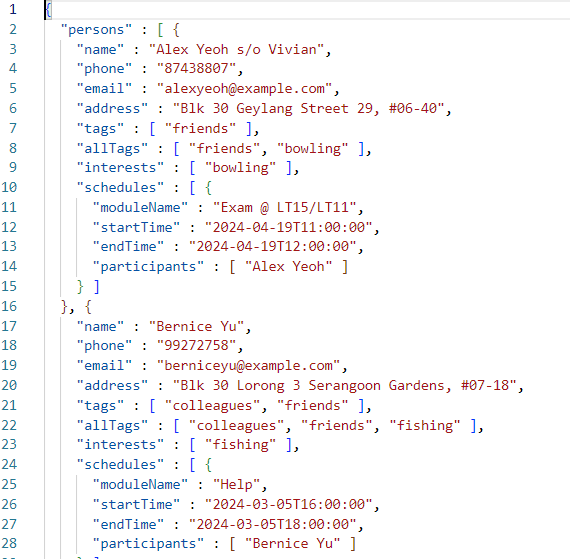 1 {
2 "persons" : [ {
3 "name" : "Alex Yeoh s/o Vivian",
4 "phone" : "87438807",
5 "email" : "alexyeoh@example.com",
6 "address" : "Blk 30 Geylang Street 29, #06-40",
7 "tags" : [ "friends" ],
8 "allTags" : [ "friends", "bowling" ],
9 "interests" : [ "bowling" ],
10 "schedules" : [ {
11 "moduleName" : "Exam @ LT15/LT11",
12 "startTime" : "2024-04-19T11:00:00",
13 "endTime" : "2024-04-19T12:00:00",
14 "participants" : [ "Alex Yeoh" ]
15 } ]
16 }, {
17 "name" : "Bernice Yu",
18 "phone" : "99272758",
19 "email" : "berniceyu@example.com",
20 "address" : "Blk 30 Lorong 3 Serangoon Gardens, #07-18",
21 "tags" : [ "colleagues", "friends" ],
22 "allTags" : [ "colleagues", "friends", "fishing" ],
23 "interests" : [ "fishing" ],
24 "schedules" : [ {
25 "moduleName" : "Help",
26 "startTime" : "2024-03-05T16:00:00",
27 "endTime" : "2024-03-05T18:00:00",
28 "participants" : [ "Bernice Yu" ]